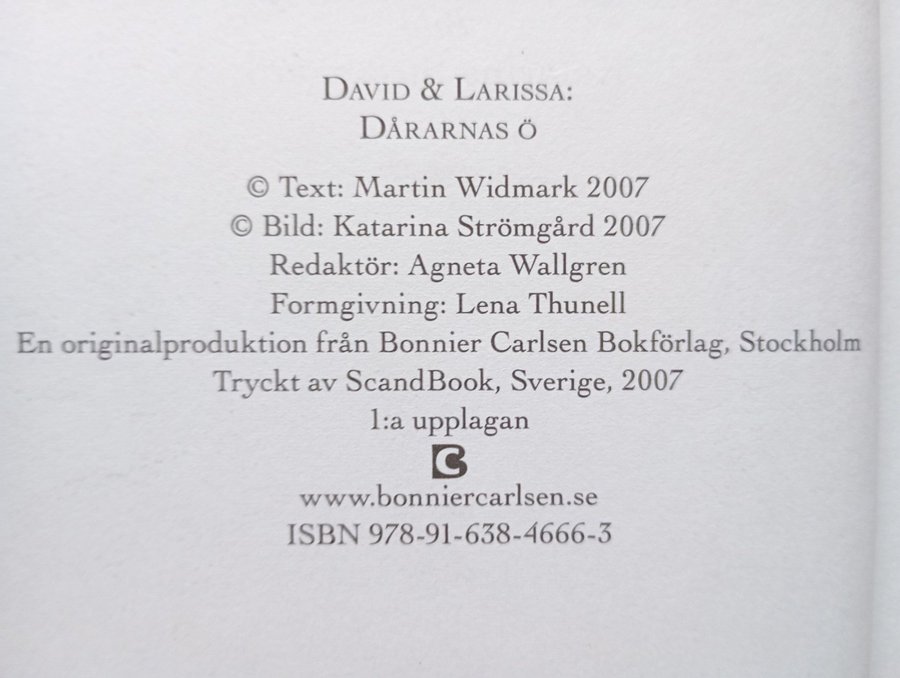 David & Larissa:
Dårarnas ö
© Text: Martin Widmark 2007
© Bild: Katarina Strömgård 2007
Redaktör: Agneta Wallgren
Formgivning: Lena Thunell
En originalproduktion från Bonnier Carlsen Bokförlag, Stockholm
Tryckt av ScandBook, Sverige, 2007
1:a upplagan
BC
www.bonniercarlsen.se
ISBN 978-91-638-4666-3